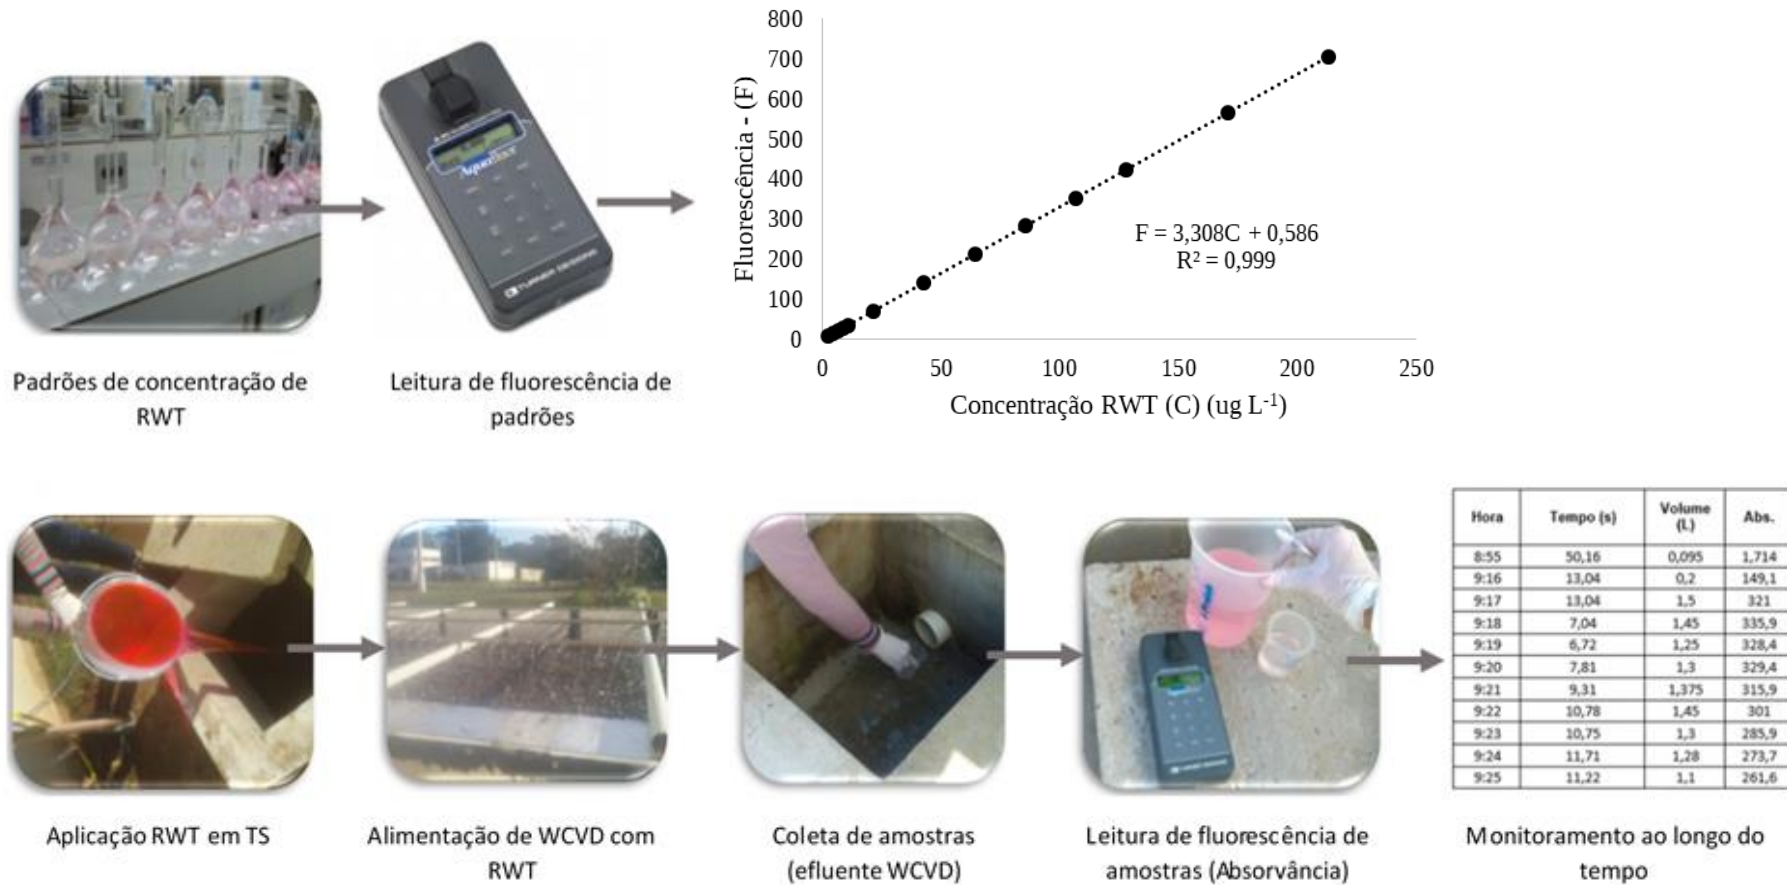 800
700
600
500
400
300
200
100
0
Fluorescência - (F)
F = 3,308C + 0,586
R² = 0,999
0 50 100 150 200 250
Concentração RWT (C) (ug L⁻¹)
TURNER DESIGNS
Padrões de concentração de
RWT
Leitura de fluorescência de
padrões
Hora Tempo (s) Volume (L) Abs.
8:55 50,16 0,095 1,714
9:16 13,04 0,2 149,1
9:17 13,04 1,5 321
9:18 7,04 1,45 335,9
9:19 6,72 1,25 328,4
9:20 7,81 1,3 329,4
9:21 9,31 1,375 315,9
9:22 10,78 1,45 301
9:23 10,75 1,3 285,9
9:24 11,71 1,28 273,7
9:25 11,22 1,1 261,6
Aplicação RWT em TS
Alimentação de WCVD com
RWT
Coleta de amostras
(efluente WCVD)
Leitura de fluorescência de
amostras (Absorvância)
Monitoramento ao longo do
tempo